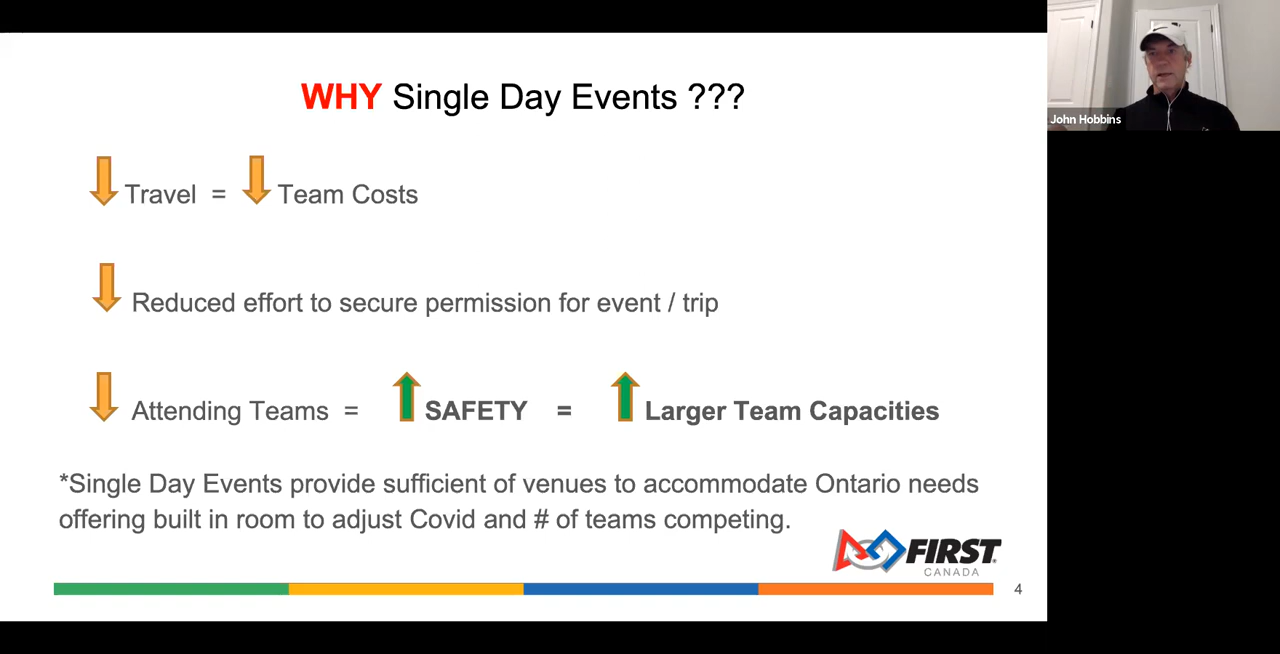 WHY Single Day Events ???
John Hobbins
Travel = Team Costs
Reduced effort to secure permission for event / trip
Attending Teams = SAFETY = Larger Team Capacities
*Single Day Events provide sufficient of venues to accommodate Ontario needs
offering built in room to adjust Covid and # of teams competing.
FIRST
CANADA
4